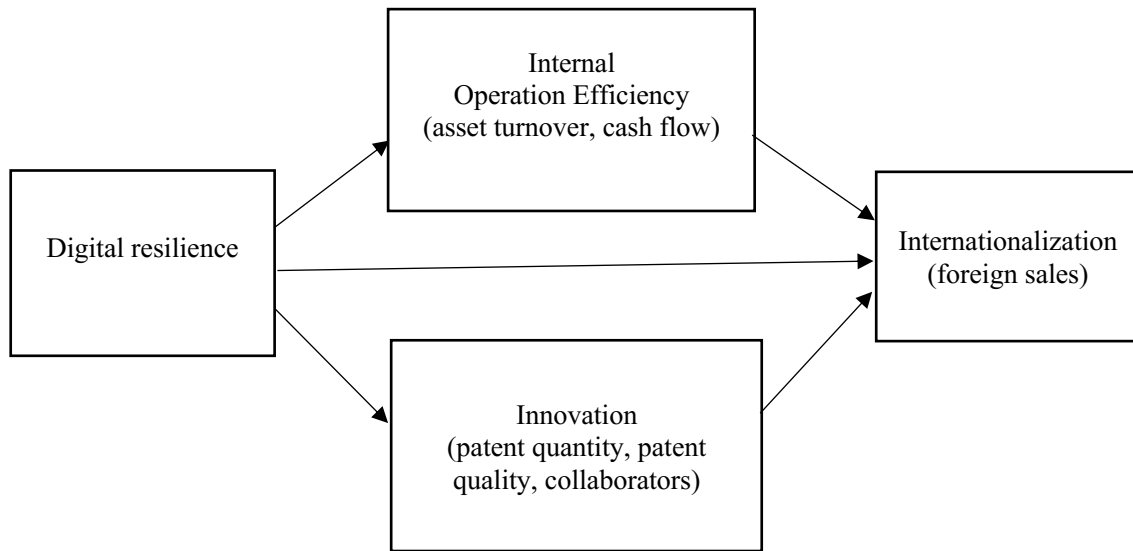 Internal
Operation Efficiency
(asset turnover, cash flow)
Digital resilience
Internationalization
(foreign sales)
Innovation
(patent quantity, patent
quality, collaborators)